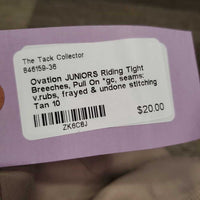 The Tack Collector
846159-36
Ovation JUNIORS Riding Tight
Breeches, Pull On *gc, seams:
v.rubs, frayed & undone stitching
Tan 10
$20.00
ZK6C8J